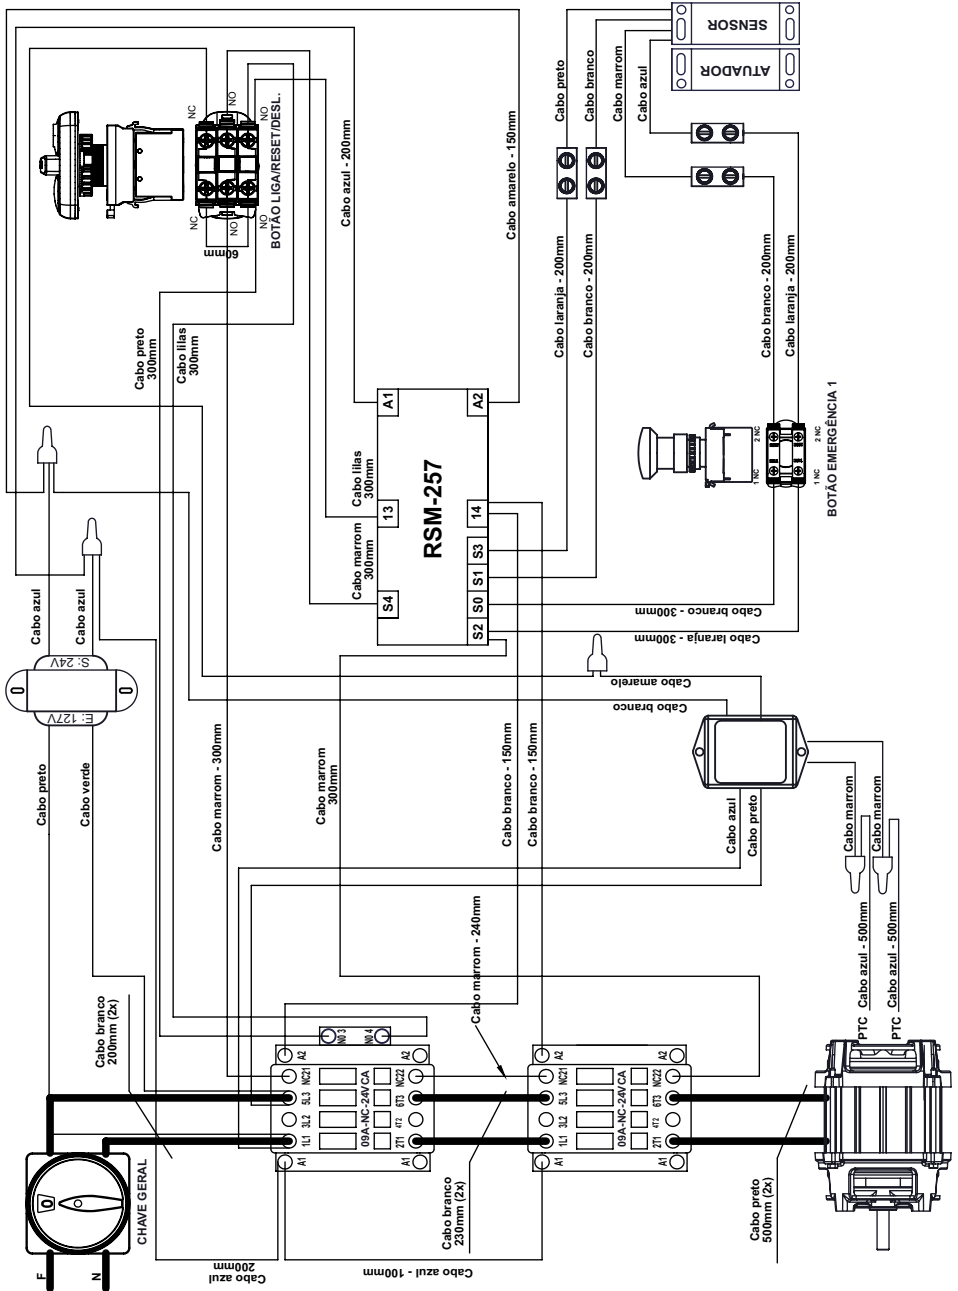 SENSOR
ATUADOR
Cabo preto
Cabo branco
Cabo marrom
Cabo azul
NC
NO
NO
NC
NO
NO
BOTÃO LIGA/RESET/DESL.
60mm
Cabo azul - 200mm
Cabo amarelo - 150mm
Cabo laranja - 200mm
Cabo branco - 200mm
Cabo branco - 200mm
Cabo laranja - 200mm
Cabo preto
300mm
Cabo lilas
300mm
A1
A2
13
14
S4
S3
S1
S0
S2
RSM-257
Cabo lilas
300mm
Cabo marrom
300mm
1 NC
2 NC
1 NC
2 NC
BOTÃO EMERGÊNCIA 1
Cabo branco - 300mm
Cabo laranja - 300mm
Cabo azul
Cabo azul
S: 24V
E: 127V
Cabo preto
Cabo verde
Cabo amarelo
Cabo branco
Cabo marrom - 300mm
Cabo marrom
300mm
Cabo branco - 150mm
Cabo branco - 150mm
Cabo azul
Cabo preto
Cabo marrom
Cabo marrom
Cabo azul - 500mm
Cabo azul - 500mm
PTC
PTC
Cabo marrom - 240mm
Cabo branco
200mm (2x)
N0 3
N0 4
A2
A2
NC21
NC22
5L3
6T3
3L2
4T2
1L1
2T1
A1
A1
09A-NC-24VCA
A2
A2
NC21
NC22
5L3
6T3
3L2
4T2
1L1
2T1
A1
A1
09A-NC-24VCA
0
CHAVE GERAL
F
N
Cabo azul
200mm
Cabo azul - 100mm
Cabo branco
230mm (2x)
Cabo preto
500mm (2x)